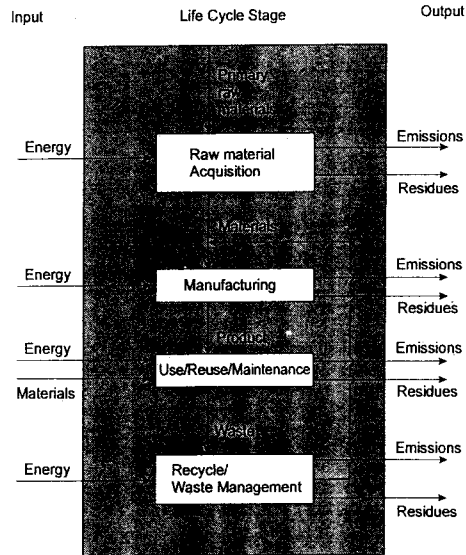 Input
Life Cycle Stage
Output
Primary
raw
materials
Energy
Raw material
Acquisition
Emissions
Residues
Materials
Energy
Manufacturing
Emissions
Residues
Product
Energy
Materials
Use/Reuse/Maintenance
Emissions
Residues
Waste
Energy
Recycle/
Waste Management
Emissions
Residues